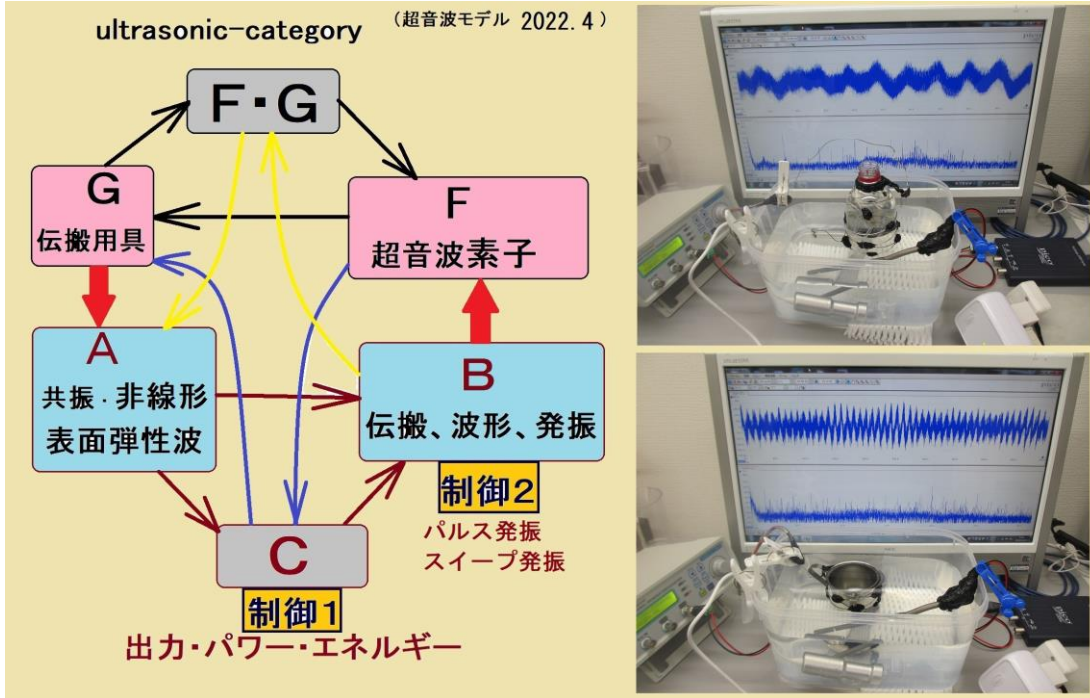 ultrasonic-category
(超音波モデル 2022.4)
F・G
G
伝搬用具
F
超音波素子
A
共振・非線形
表面弾性波
B
伝搬、波形、発振
制御2
パルス発振
スイープ発振
C
制御1
出力・パワー・エネルギー